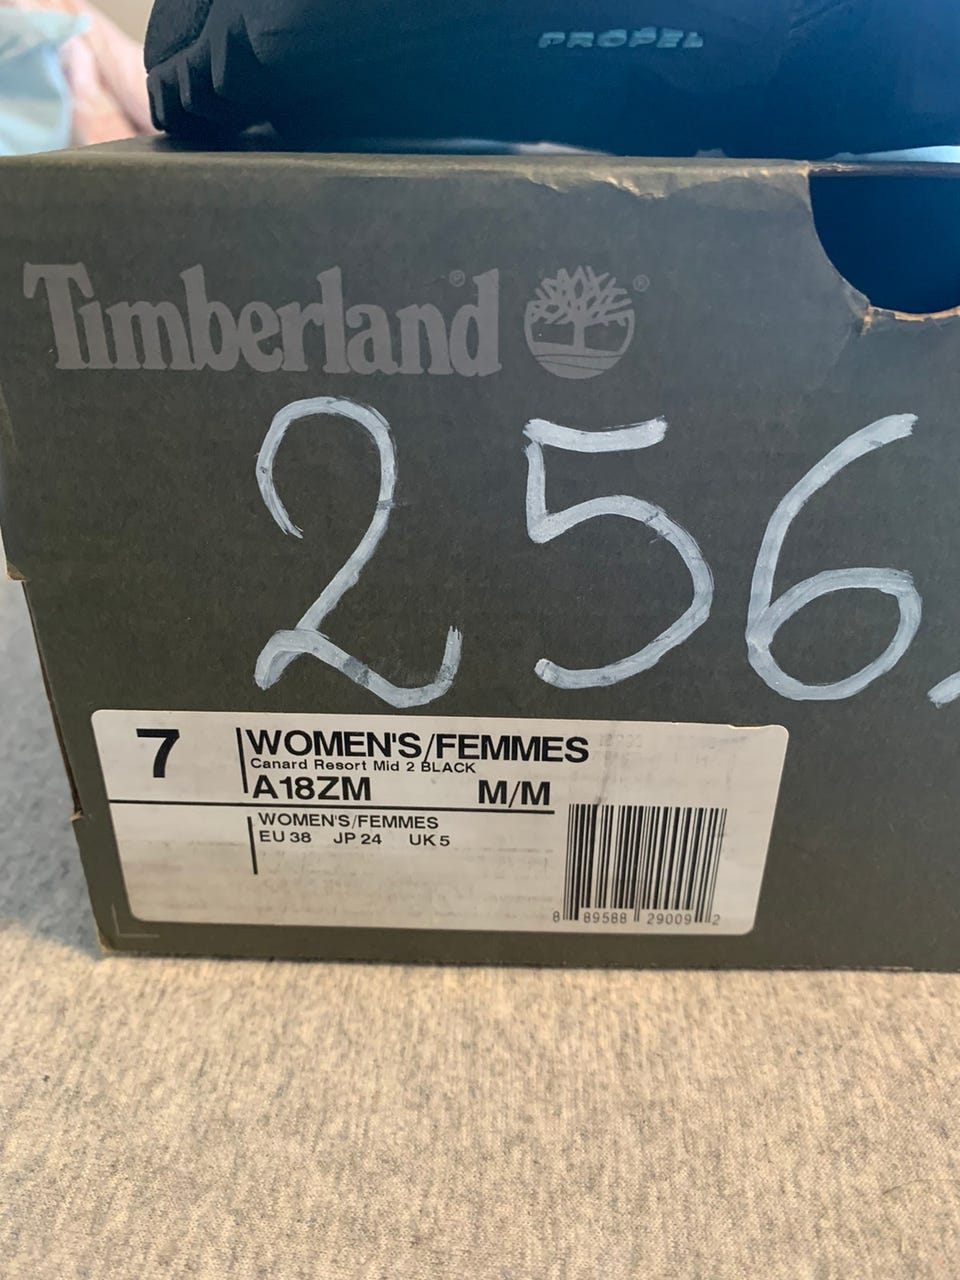 PROPEL
Timberland®
256
7
WOMEN'S/FEMMES
Canard Resort Mid 2 BLACK
A18ZM M/M
WOMEN'S/FEMMES
EU 38 JP 24 UK 5
8 89588 29009 2